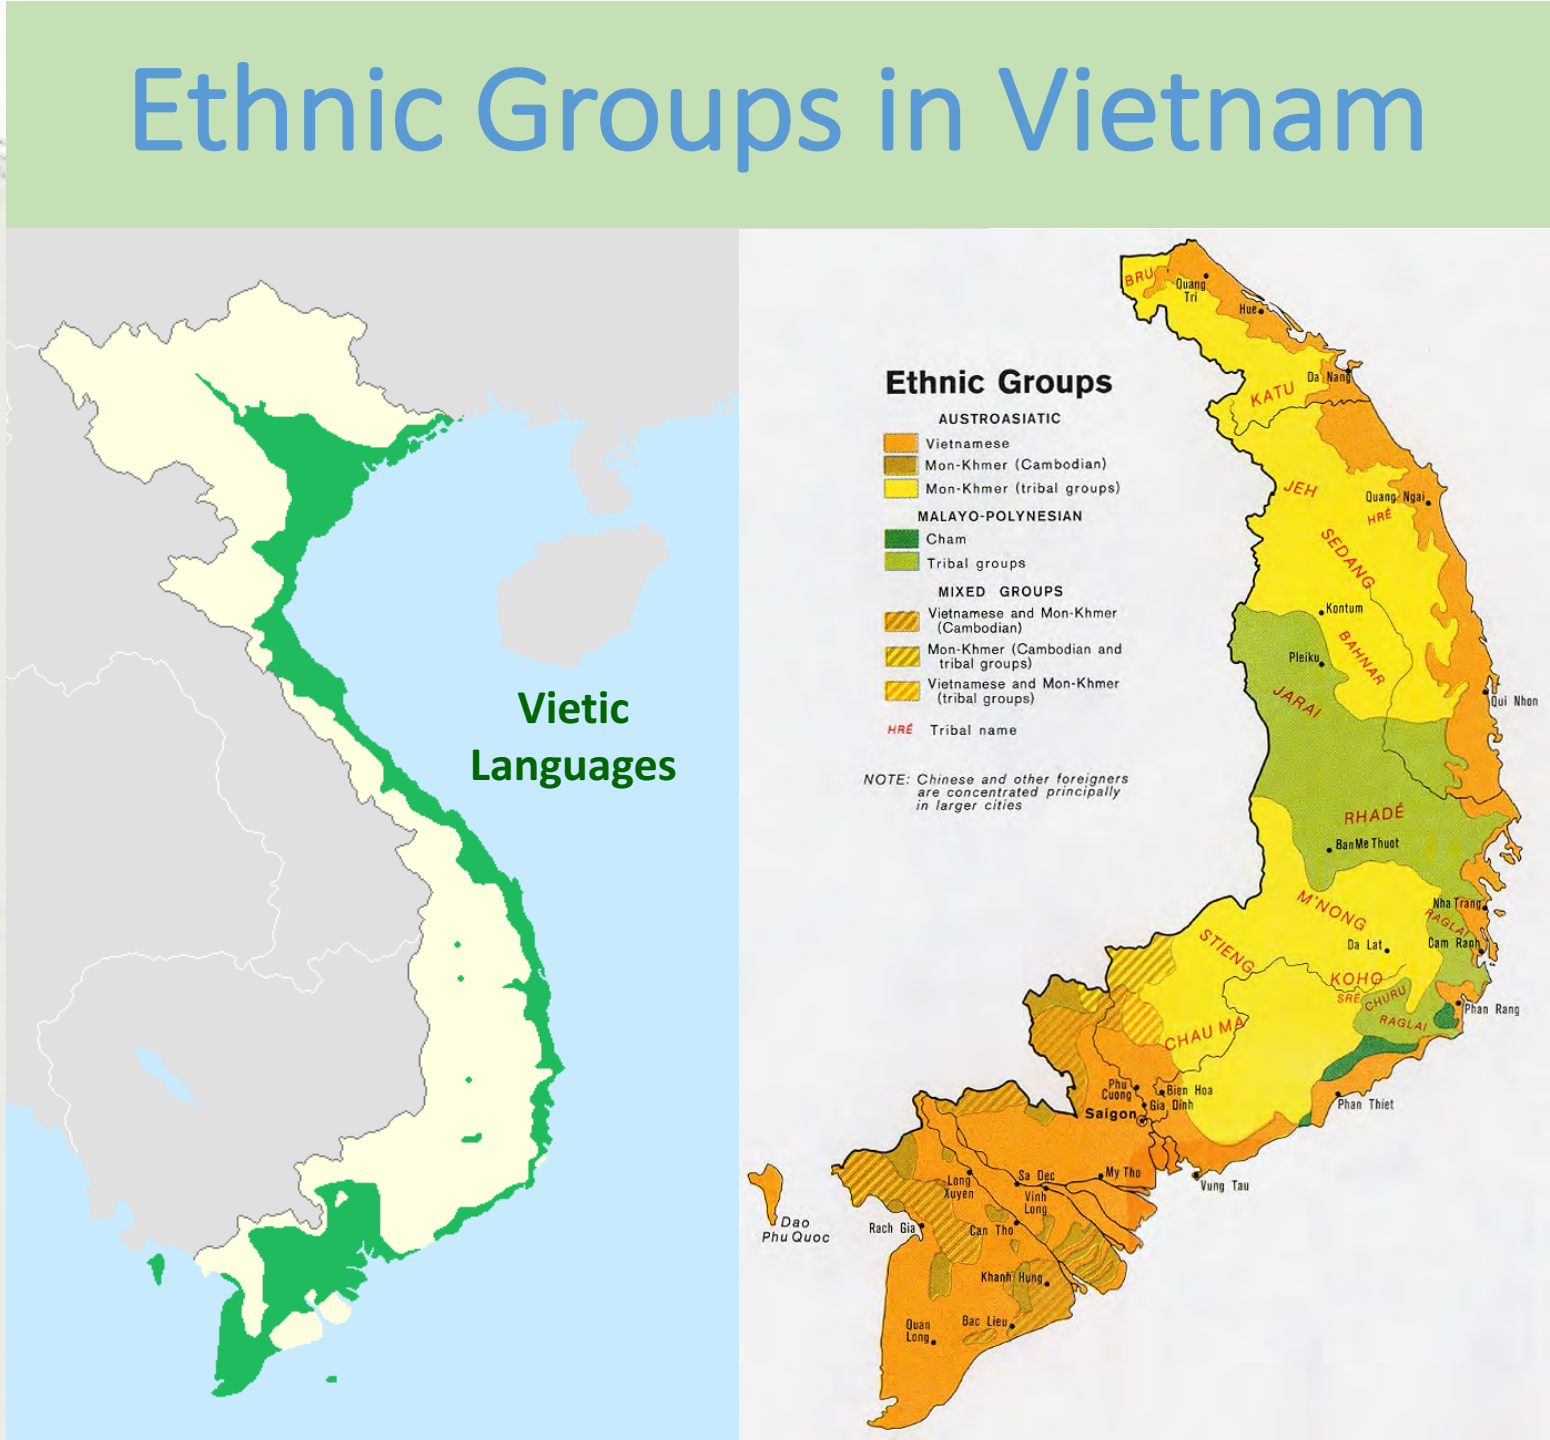 Ethnic Groups in Vietnam
Vietic
Languages
Ethnic Groups
AUSTROASIATIC
Vietnamese
Mon-Khmer (Cambodian)
Mon-Khmer (tribal groups)
MALAYO-POLYNESIAN
Cham
Tribal groups
MIXED GROUPS
Vietnamese and Mon-Khmer
(Cambodian)
Mon-Khmer (Cambodian and
tribal groups)
Vietnamese and Mon-Khmer
(tribal groups)
HRÉ Tribal name
NOTE: Chinese and other foreigners
are concentrated principally
in larger cities
BRU
Quang
Tri
Hue
Da Nang
KATU
JEH
Quang Ngai
HRÉ
SEDANG
Kontum
BAHNAR
Pleiku
JARAI
Qui Nhon
RHADÉ
BanMeThuot
M'NONG
Nha Trang
RAGLAI
STIENG
Da Lat
Cam Ranh
KOHO
SRE
CHURU
Phan Rang
RAGLAI
CHAU MA
Phu
Cuong
Bien Hoa
Gia Dinh
Saigon
Phan Thiet
Vung Tau
My Tho
Sa Dec
Long
Xuyen
Vinh
Long
Dao
Phu Quoc
Rach Gia
Can Tho
Khanh Hung
Quan
Long
Bac Lieu